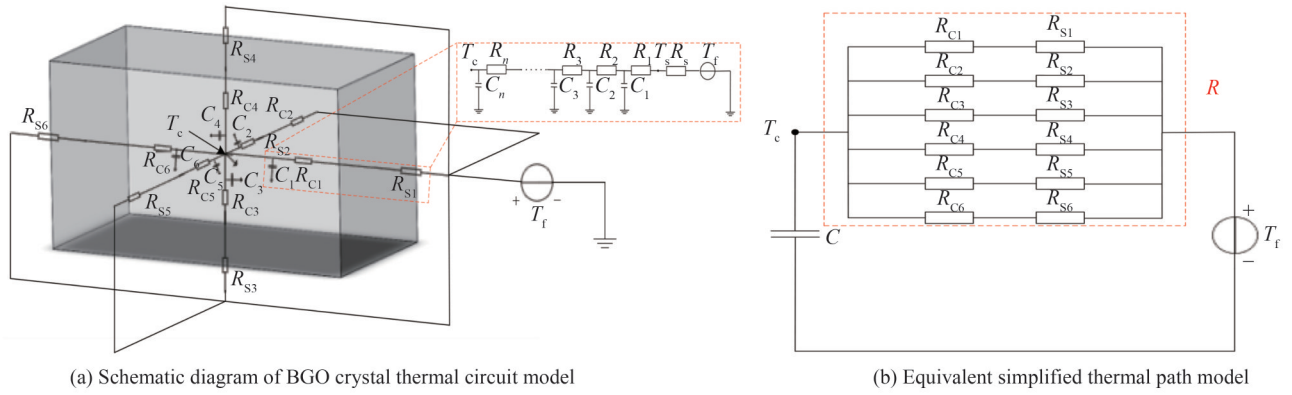 R_S4
T_c R_n R_3 R_2 R_1 T_s R_s T_f
C_n C_3 C_2 C_1
R_C4 R_C2
C_4 C_2
R_S6 T_c R_S2
R_C6 C_6 C_5 C_3 C_1 R_C1 R_S1
R_C5 R_C3
R_S5
+ −
T_f
R_S3
(a) Schematic diagram of BGO crystal thermal circuit model
R_C1 R_S1
R_C2 R_S2
R_C3 R_S3
R
T_c
R_C4 R_S4
R_C5 R_S5
R_C6 R_S6
C
+
T_f
−
(b) Equivalent simplified thermal path model